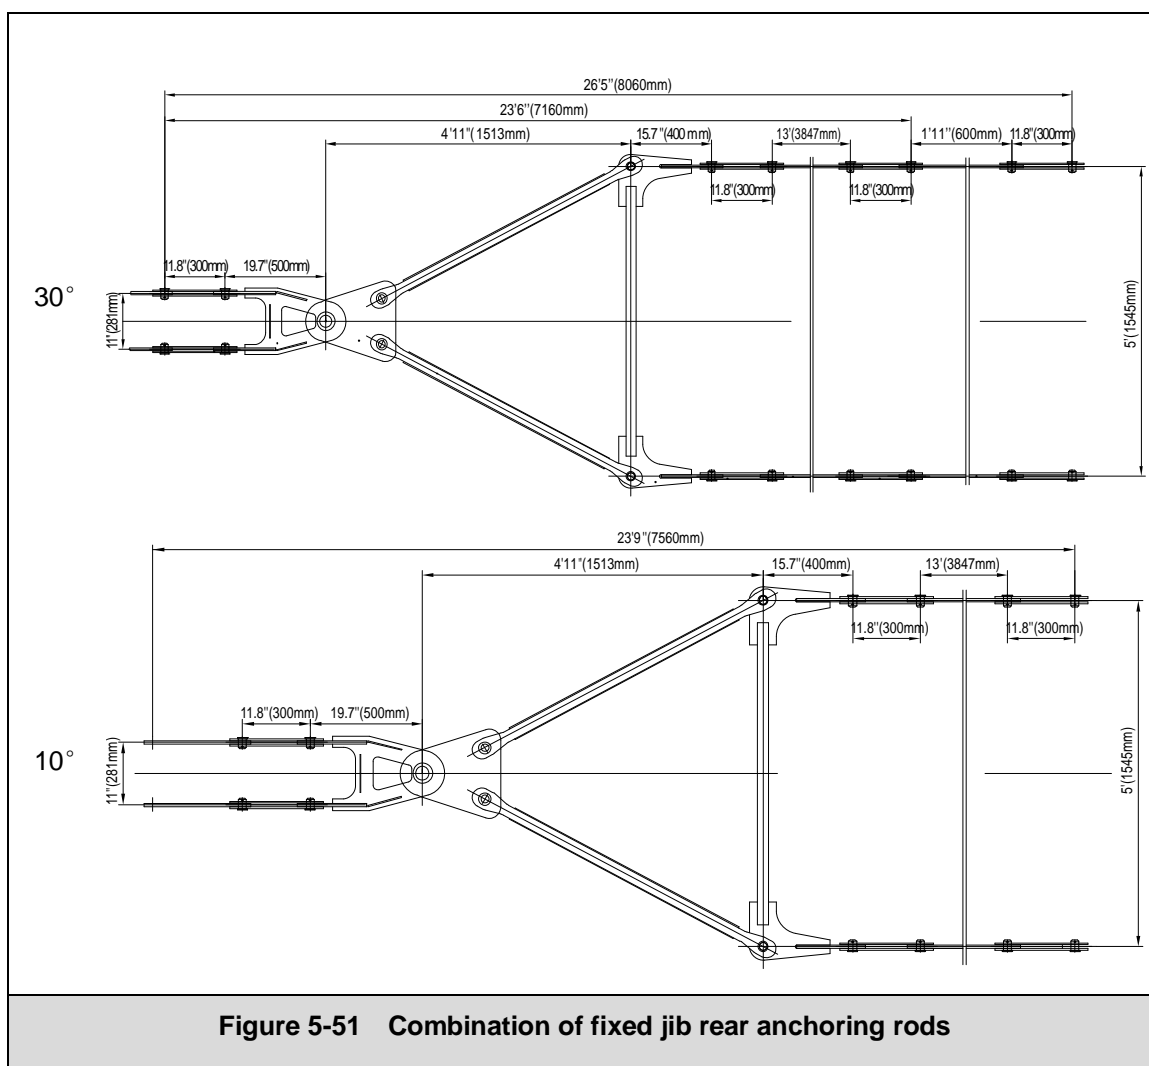 26'5"(8060mm)
23'6"(7160mm)
4'11"(1513mm) 15.7"(400 mm) 13'(3847mm) 1'11"(600mm) 11.8"(300mm)
11.8"(300mm) 11.8"(300mm)
11.8"(300mm) 19.7"(500mm)
30°
11"(281mm)
5'(1545mm)
23'9"(7560mm)
4'11"(1513mm) 15.7"(400mm) 13'(3847mm)
11.8"(300mm) 11.8"(300mm)
11.8"(300mm) 19.7"(500mm)
10°
11"(281mm)
5'(1545mm)
Figure 5-51 Combination of fixed jib rear anchoring rods